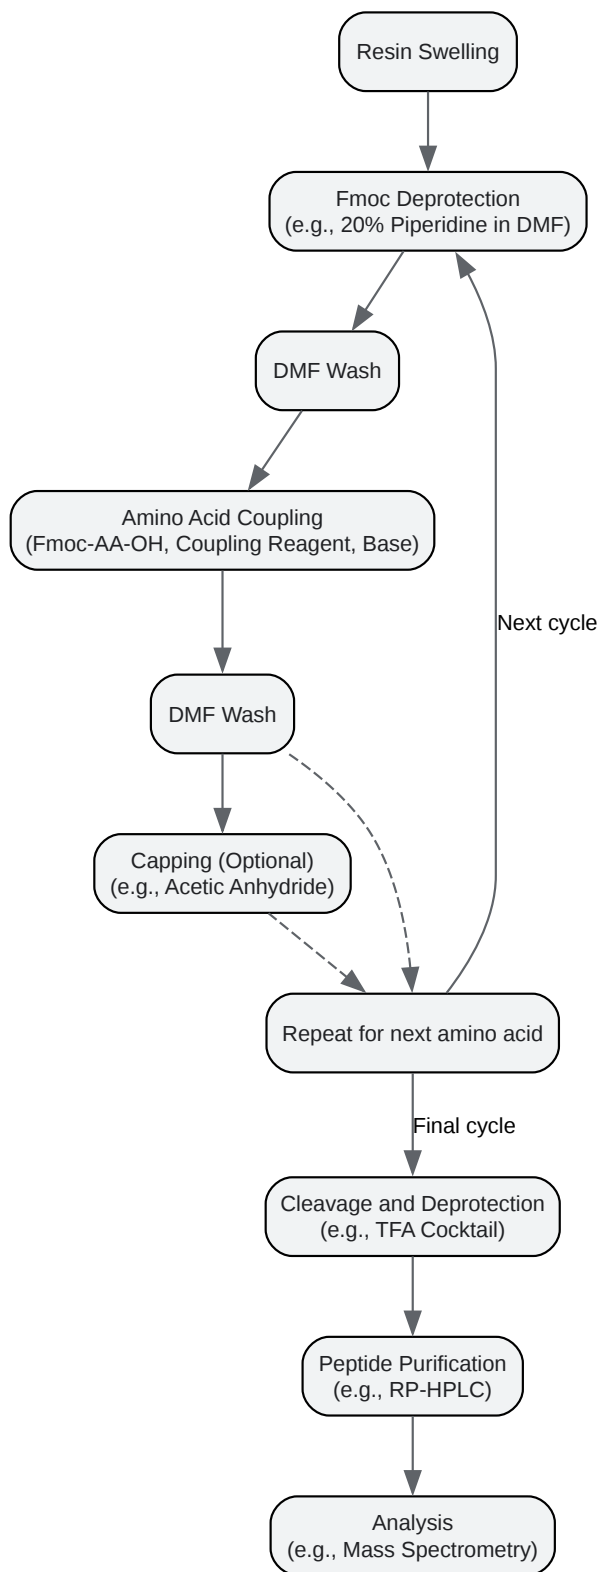 Resin Swelling
Fmoc Deprotection
(e.g., 20% Piperidine in DMF)
DMF Wash
Amino Acid Coupling
(Fmoc-AA-OH, Coupling Reagent, Base)
Next cycle
DMF Wash
Capping (Optional)
(e.g., Acetic Anhydride)
Repeat for next amino acid
Final cycle
Cleavage and Deprotection
(e.g., TFA Cocktail)
Peptide Purification
(e.g., RP-HPLC)
Analysis
(e.g., Mass Spectrometry)